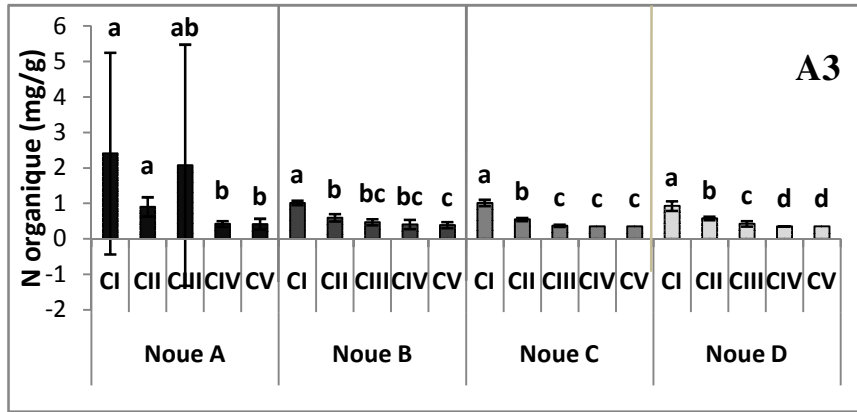 6
a
ab
A3
5
4
3
2
a
a
a
a
1
b
b
b
bc
bc
c
b
c
c
c
b
c
d
d
0
-1
-2
N organique (mg/g)
CI CII CIII CIV CV CI CII CIII CIV CV CI CII CIII CIV CV CI CII CIII CIV CV
Noue A Noue B Noue C Noue D